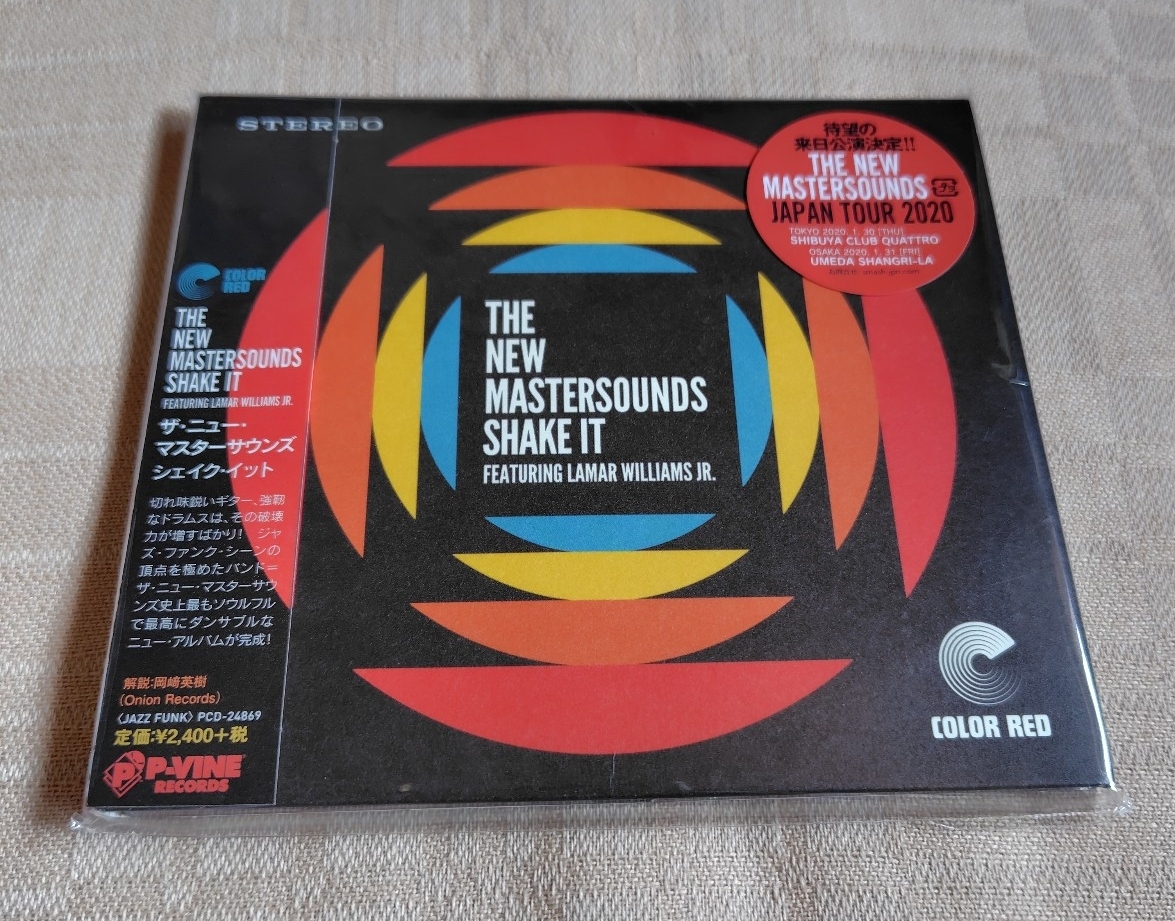 STEREO
COLOR
RED
THE
NEW
MASTERSOUNDS
SHAKE IT
FEATURING LAMAR WILLIAMS JR.
ザ・ニュー・
マスターサウンズ
シェイク・イット
切れ味鋭いギター、強靭
なドラムスは、その破壊
力が増すばかり! ジャ
ズ・ファンク・シーンの
頂点を極めたバンド=
ザ・ニュー・マスターサウ
ンズ史上最もソウルフル
で最高にダンサブルな
ニュー・アルバムが完成!
解説:岡﨑英樹
(Onion Records)
〈JAZZ FUNK〉 PCD-24869
定価:¥2,400+税
P-VINE
RECORDS
THE
NEW
MASTERSOUNDS
SHAKE IT
FEATURING LAMAR WILLIAMS JR.
待望の
来日公演決定!!
THE NEW
MASTERSOUNDS
JAPAN TOUR 2020
TOKYO 2020. 1. 30 [THU]
SHIBUYA CLUB QUATTRO
OSAKA 2020. 1. 31 [FRI]
UMEDA SHANGRI-LA
smash-jpn.com
COLOR RED